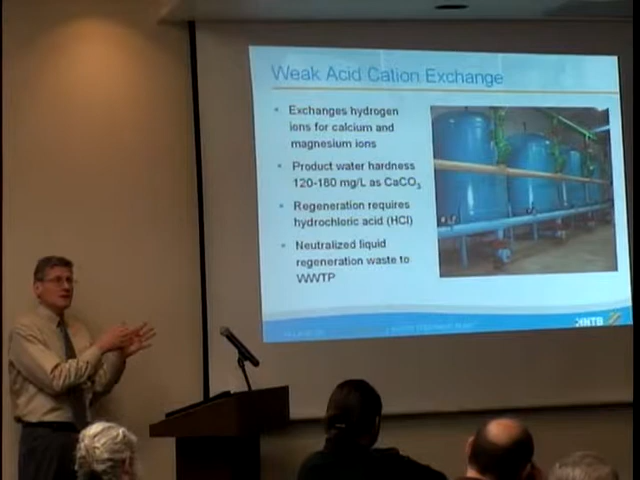 Weak Acid Cation Exchange
• Exchanges hydrogen
ions for calcium and
magnesium ions
• Product water hardness
120-180 mg/L as CaCO3
• Regeneration requires
hydrochloric acid (HCl)
• Neutralized liquid
regeneration waste to
WWTP
HNTB